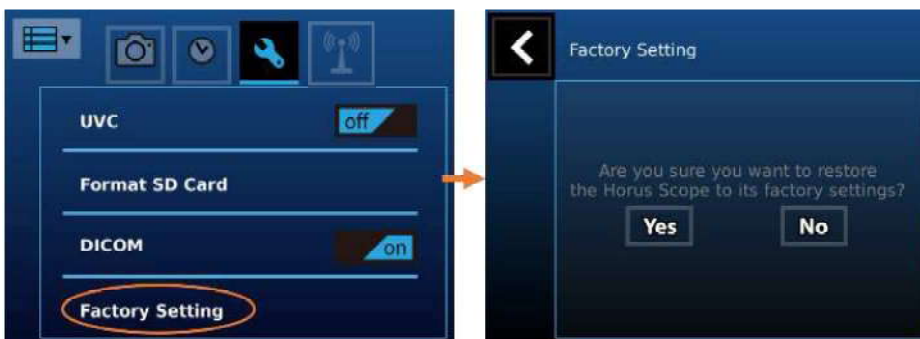 UVC
off
Format SD Card
DICOM
on
Factory Setting
Factory Setting
Are you sure you want to restore
the Horus Scope to its factory settings?
Yes
No